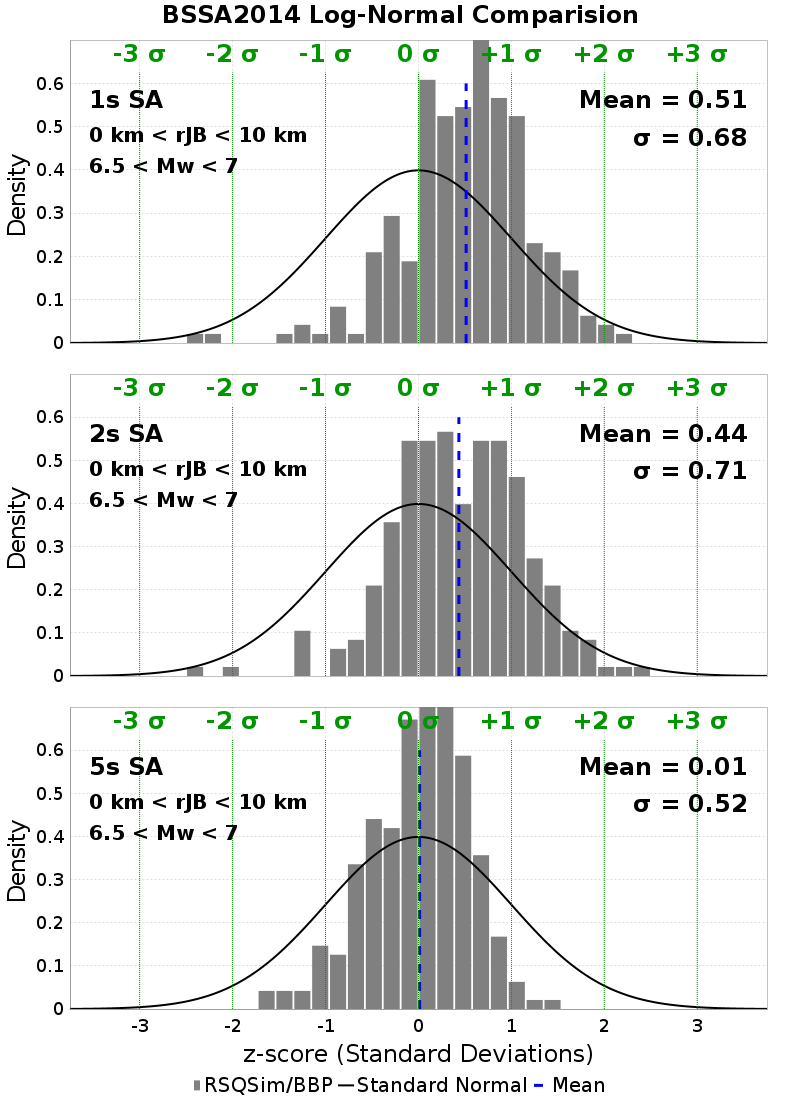 BSSA2014 Log-Normal Comparision
-3 σ -2 σ -1 σ 0 σ +1 σ +2 σ +3 σ
1s SA
0 km < rJB < 10 km
6.5 < Mw < 7
Mean = 0.51
σ = 0.68
Density
0.6
0.5
0.4
0.3
0.2
0.1
0
-3 σ -2 σ -1 σ 0 σ +1 σ +2 σ +3 σ
2s SA
0 km < rJB < 10 km
6.5 < Mw < 7
Mean = 0.44
σ = 0.71
Density
0.6
0.5
0.4
0.3
0.2
0.1
0
-3 σ -2 σ -1 σ 0 σ +1 σ +2 σ +3 σ
5s SA
0 km < rJB < 10 km
6.5 < Mw < 7
Mean = 0.01
σ = 0.52
Density
0.6
0.5
0.4
0.3
0.2
0.1
0
-3 -2 -1 0 1 2 3
z-score (Standard Deviations)
RSQSim/BBP Standard Normal Mean